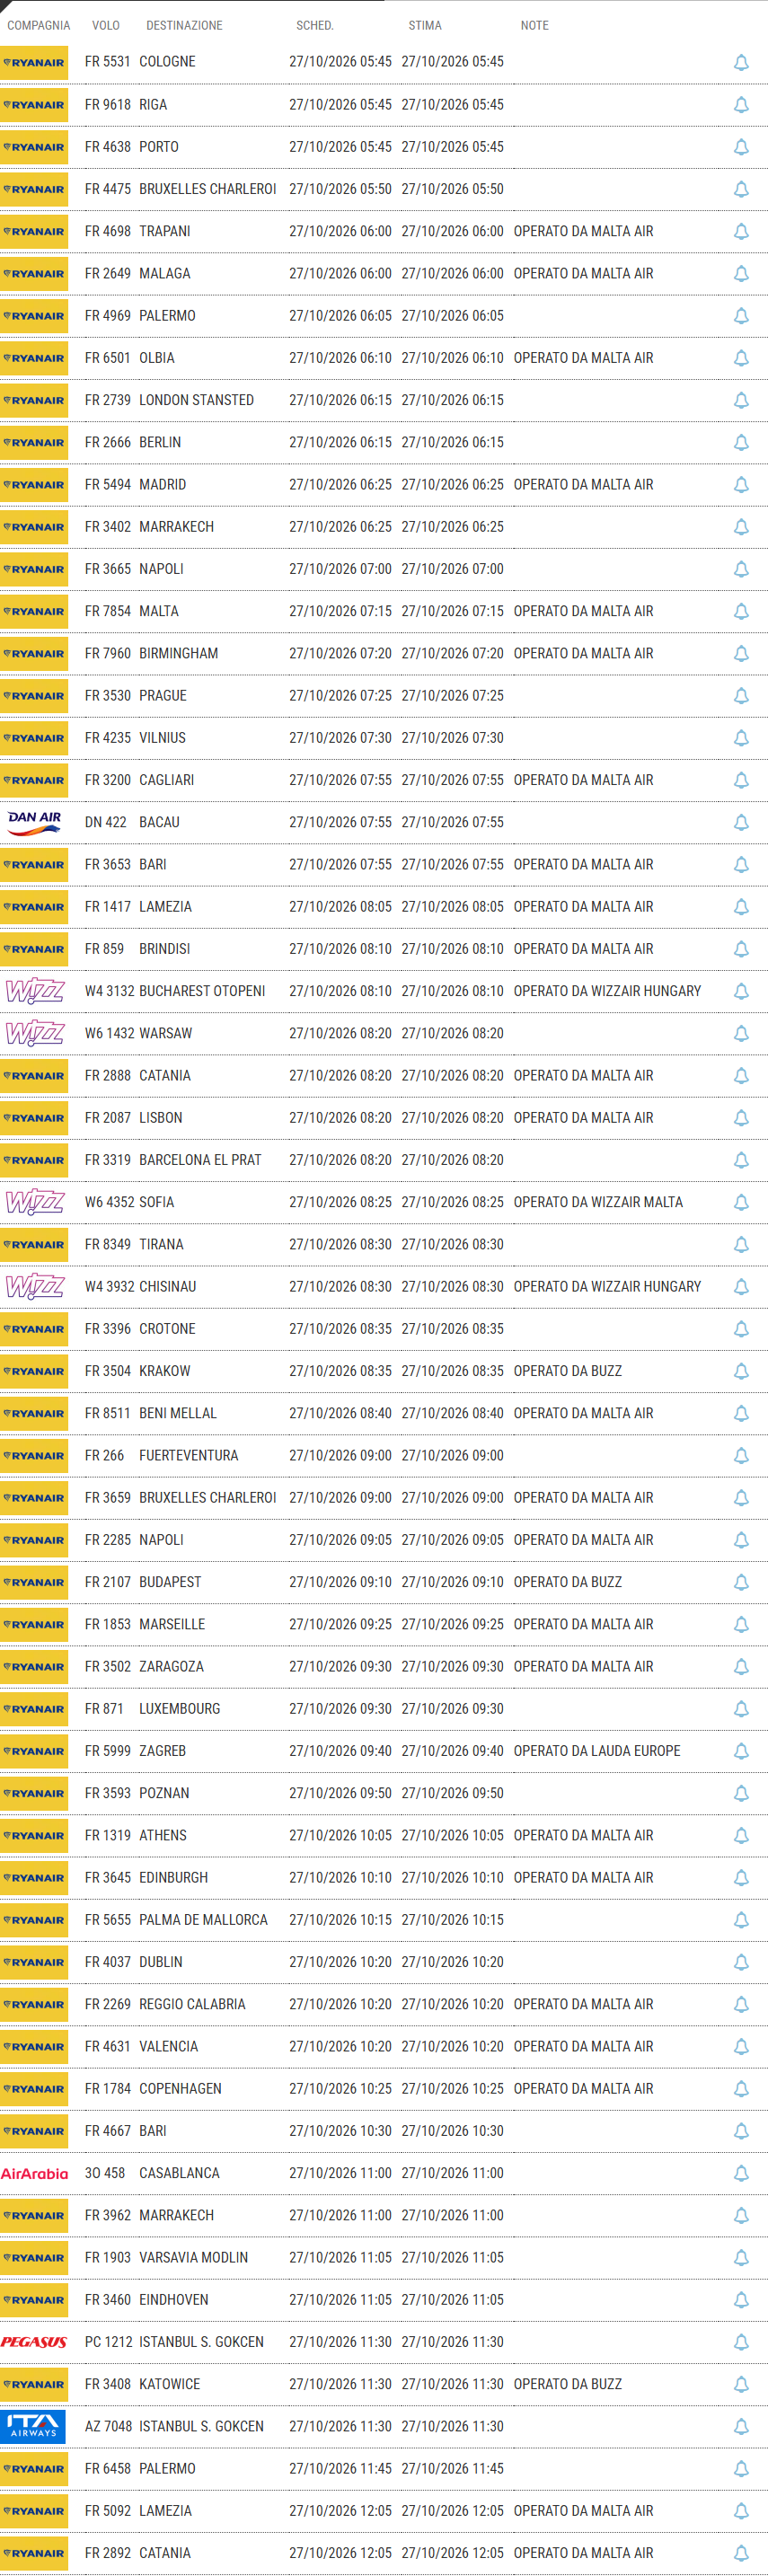 COMPAGNIA VOLO DESTINAZIONE SCHED. STIMA NOTE
RYANAIR FR 5531 COLOGNE 27/10/2026 05:45 27/10/2026 05:45
RYANAIR FR 9618 RIGA 27/10/2026 05:45 27/10/2026 05:45
RYANAIR FR 4638 PORTO 27/10/2026 05:45 27/10/2026 05:45
RYANAIR FR 4475 BRUXELLES CHARLEROI 27/10/2026 05:50 27/10/2026 05:50
RYANAIR FR 4698 TRAPANI 27/10/2026 06:00 27/10/2026 06:00 OPERATO DA MALTA AIR
RYANAIR FR 2649 MALAGA 27/10/2026 06:00 27/10/2026 06:00 OPERATO DA MALTA AIR
RYANAIR FR 4969 PALERMO 27/10/2026 06:05 27/10/2026 06:05
RYANAIR FR 6501 OLBIA 27/10/2026 06:10 27/10/2026 06:10 OPERATO DA MALTA AIR
RYANAIR FR 2739 LONDON STANSTED 27/10/2026 06:15 27/10/2026 06:15
RYANAIR FR 2666 BERLIN 27/10/2026 06:15 27/10/2026 06:15
RYANAIR FR 5494 MADRID 27/10/2026 06:25 27/10/2026 06:25 OPERATO DA MALTA AIR
RYANAIR FR 3402 MARRAKECH 27/10/2026 06:25 27/10/2026 06:25
RYANAIR FR 3665 NAPOLI 27/10/2026 07:00 27/10/2026 07:00
RYANAIR FR 7854 MALTA 27/10/2026 07:15 27/10/2026 07:15 OPERATO DA MALTA AIR
RYANAIR FR 7960 BIRMINGHAM 27/10/2026 07:20 27/10/2026 07:20 OPERATO DA MALTA AIR
RYANAIR FR 3530 PRAGUE 27/10/2026 07:25 27/10/2026 07:25
RYANAIR FR 4235 VILNIUS 27/10/2026 07:30 27/10/2026 07:30
RYANAIR FR 3200 CAGLIARI 27/10/2026 07:55 27/10/2026 07:55 OPERATO DA MALTA AIR
DAN AIR DN 422 BACAU 27/10/2026 07:55 27/10/2026 07:55
RYANAIR FR 3653 BARI 27/10/2026 07:55 27/10/2026 07:55 OPERATO DA MALTA AIR
RYANAIR FR 1417 LAMEZIA 27/10/2026 08:05 27/10/2026 08:05 OPERATO DA MALTA AIR
RYANAIR FR 859 BRINDISI 27/10/2026 08:10 27/10/2026 08:10 OPERATO DA MALTA AIR
WIZZ W4 3132 BUCHAREST OTOPENI 27/10/2026 08:10 27/10/2026 08:10 OPERATO DA WIZZAIR HUNGARY
WIZZ W6 1432 WARSAW 27/10/2026 08:20 27/10/2026 08:20
RYANAIR FR 2888 CATANIA 27/10/2026 08:20 27/10/2026 08:20 OPERATO DA MALTA AIR
RYANAIR FR 2087 LISBON 27/10/2026 08:20 27/10/2026 08:20 OPERATO DA MALTA AIR
RYANAIR FR 3319 BARCELONA EL PRAT 27/10/2026 08:20 27/10/2026 08:20
WIZZ W6 4352 SOFIA 27/10/2026 08:25 27/10/2026 08:25 OPERATO DA WIZZAIR MALTA
RYANAIR FR 8349 TIRANA 27/10/2026 08:30 27/10/2026 08:30
WIZZ W4 3932 CHISINAU 27/10/2026 08:30 27/10/2026 08:30 OPERATO DA WIZZAIR HUNGARY
RYANAIR FR 3396 CROTONE 27/10/2026 08:35 27/10/2026 08:35
RYANAIR FR 3504 KRAKOW 27/10/2026 08:35 27/10/2026 08:35 OPERATO DA BUZZ
RYANAIR FR 8511 BENI MELLAL 27/10/2026 08:40 27/10/2026 08:40 OPERATO DA MALTA AIR
RYANAIR FR 266 FUERTEVENTURA 27/10/2026 09:00 27/10/2026 09:00
RYANAIR FR 3659 BRUXELLES CHARLEROI 27/10/2026 09:00 27/10/2026 09:00 OPERATO DA MALTA AIR
RYANAIR FR 2285 NAPOLI 27/10/2026 09:05 27/10/2026 09:05 OPERATO DA MALTA AIR
RYANAIR FR 2107 BUDAPEST 27/10/2026 09:10 27/10/2026 09:10 OPERATO DA BUZZ
RYANAIR FR 1853 MARSEILLE 27/10/2026 09:25 27/10/2026 09:25 OPERATO DA MALTA AIR
RYANAIR FR 3502 ZARAGOZA 27/10/2026 09:30 27/10/2026 09:30 OPERATO DA MALTA AIR
RYANAIR FR 871 LUXEMBOURG 27/10/2026 09:30 27/10/2026 09:30
RYANAIR FR 5999 ZAGREB 27/10/2026 09:40 27/10/2026 09:40 OPERATO DA LAUDA EUROPE
RYANAIR FR 3593 POZNAN 27/10/2026 09:50 27/10/2026 09:50
RYANAIR FR 1319 ATHENS 27/10/2026 10:05 27/10/2026 10:05 OPERATO DA MALTA AIR
RYANAIR FR 3645 EDINBURGH 27/10/2026 10:10 27/10/2026 10:10 OPERATO DA MALTA AIR
RYANAIR FR 5655 PALMA DE MALLORCA 27/10/2026 10:15 27/10/2026 10:15
RYANAIR FR 4037 DUBLIN 27/10/2026 10:20 27/10/2026 10:20
RYANAIR FR 2269 REGGIO CALABRIA 27/10/2026 10:20 27/10/2026 10:20 OPERATO DA MALTA AIR
RYANAIR FR 4631 VALENCIA 27/10/2026 10:20 27/10/2026 10:20 OPERATO DA MALTA AIR
RYANAIR FR 1784 COPENHAGEN 27/10/2026 10:25 27/10/2026 10:25 OPERATO DA MALTA AIR
RYANAIR FR 4667 BARI 27/10/2026 10:30 27/10/2026 10:30
AirArabia 3O 458 CASABLANCA 27/10/2026 11:00 27/10/2026 11:00
RYANAIR FR 3962 MARRAKECH 27/10/2026 11:00 27/10/2026 11:00
RYANAIR FR 1903 VARSAVIA MODLIN 27/10/2026 11:05 27/10/2026 11:05
RYANAIR FR 3460 EINDHOVEN 27/10/2026 11:05 27/10/2026 11:05
PEGASUS PC 1212 ISTANBUL S. GOKCEN 27/10/2026 11:30 27/10/2026 11:30
RYANAIR FR 3408 KATOWICE 27/10/2026 11:30 27/10/2026 11:30 OPERATO DA BUZZ
ITA AIRWAYS AZ 7048 ISTANBUL S. GOKCEN 27/10/2026 11:30 27/10/2026 11:30
RYANAIR FR 6458 PALERMO 27/10/2026 11:45 27/10/2026 11:45
RYANAIR FR 5092 LAMEZIA 27/10/2026 12:05 27/10/2026 12:05 OPERATO DA MALTA AIR
RYANAIR FR 2892 CATANIA 27/10/2026 12:05 27/10/2026 12:05 OPERATO DA MALTA AIR